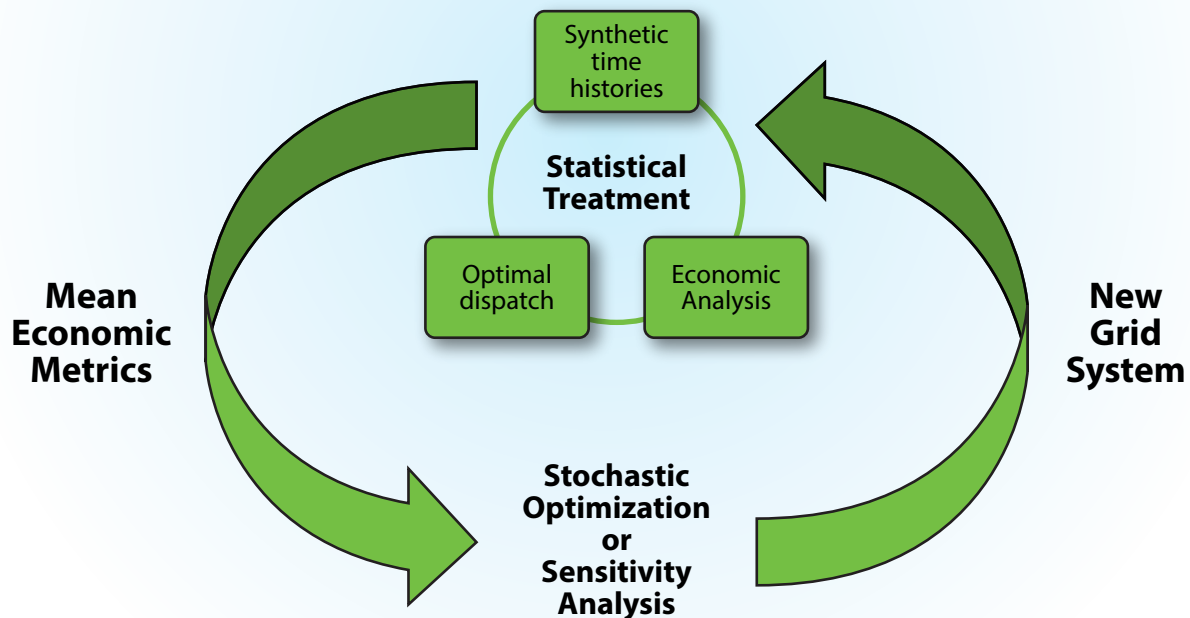 Synthetic
time
histories
Statistical
Treatment
Optimal
dispatch
Economic
Analysis
Mean
Economic
Metrics
New
Grid
System
Stochastic
Optimization
or
Sensitivity
Analysis